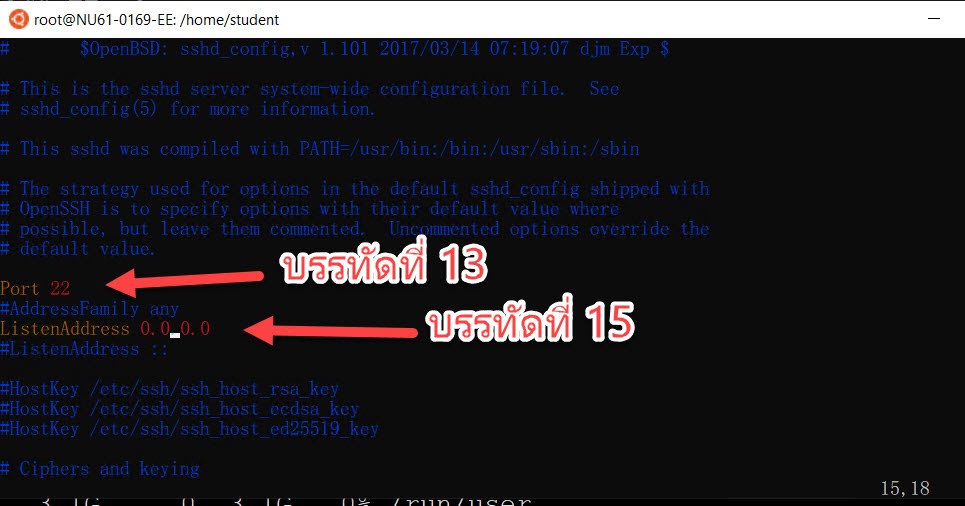 root@NU61-0169-EE: /home/student
#       $OpenBSD: sshd_config,v 1.101 2017/03/14 07:19:07 djm Exp $
# This is the sshd server system-wide configuration file.  See
# sshd_config(5) for more information.
# This sshd was compiled with PATH=/usr/bin:/bin:/usr/sbin:/sbin
# The strategy used for options in the default sshd_config shipped with
# OpenSSH is to specify options with their default value where
# possible, but leave them commented.  Uncommented options override the
# default value.
บรรทัดที่ 13
Port 22
#AddressFamily any
ListenAddress 0.0.0.0
บรรทัดที่ 15
#ListenAddress ::
#HostKey /etc/ssh/ssh_host_rsa_key
#HostKey /etc/ssh/ssh_host_ecdsa_key
#HostKey /etc/ssh/ssh_host_ed25519_key
# Ciphers and keying
15,18
0% /run/user